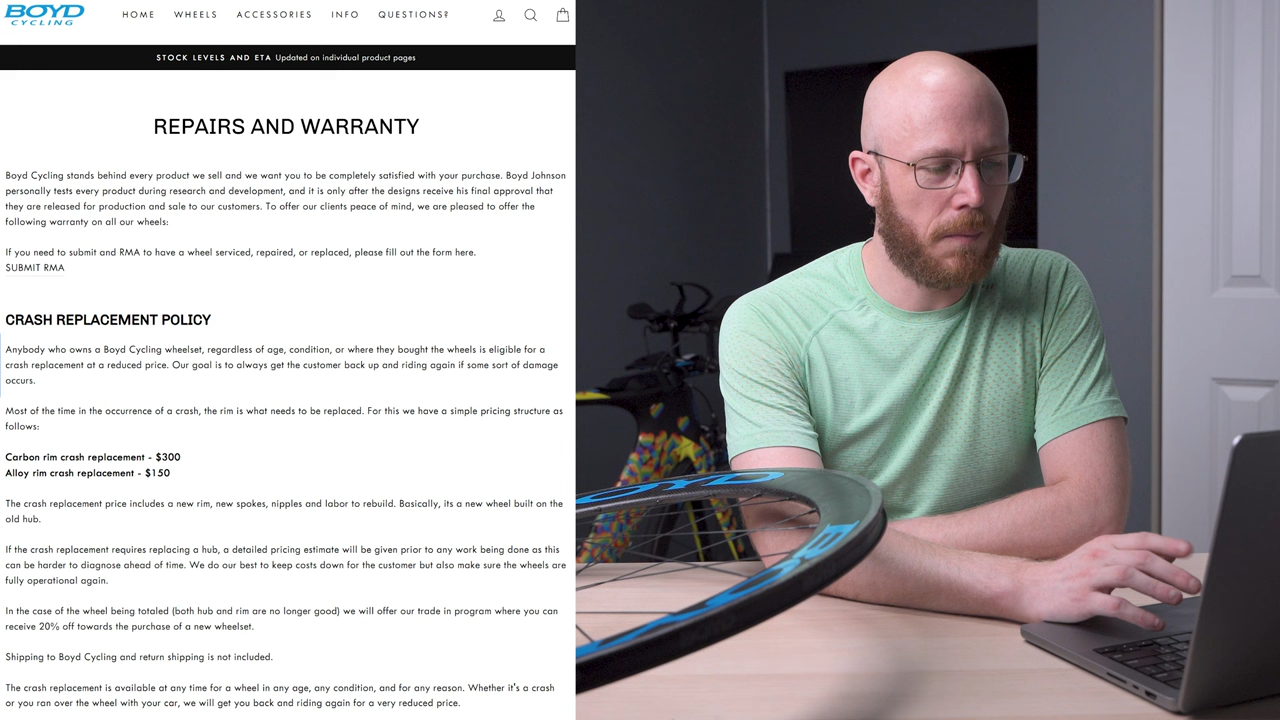 BOYD
CYCLING
HOME WHEELS ACCESSORIES INFO QUESTIONS?
STOCK LEVELS AND ETA Updated on individual product pages
REPAIRS AND WARRANTY
Boyd Cycling stands behind every product we sell and we want you to be completely satisfied with your purchase. Boyd Johnson
personally tests every product during research and development, and it is only after the designs receive his final approval that
they are released for production and sale to our customers. To offer our clients peace of mind, we are pleased to offer the
following warranty on all our wheels:
If you need to submit and RMA to have a wheel serviced, repaired, or replaced, please fill out the form here.
SUBMIT RMA
CRASH REPLACEMENT POLICY
Anybody who owns a Boyd Cycling wheelset, regardless of age, condition, or where they bought the wheels is eligible for a
crash replacement at a reduced price. Our goal is to always get the customer back up and riding again if some sort of damage
occurs.
Most of the time in the occurrence of a crash, the rim is what needs to be replaced. For this we have a simple pricing structure as
follows:
Carbon rim crash replacement - $300
Alloy rim crash replacement - $150
The crash replacement price includes a new rim, new spokes, nipples and labor to rebuild. Basically, its a new wheel built on the
old hub.
If the crash replacement requires replacing a hub, a detailed pricing estimate will be given prior to any work being done as this
can be harder to diagnose ahead of time. We do our best to keep costs down for the customer but also make sure the wheels are
fully operational again.
In the case of the wheel being totaled (both hub and rim are no longer good) we will offer our trade in program where you can
receive 20% off towards the purchase of a new wheelset.
Shipping to Boyd Cycling and return shipping is not included.
The crash replacement is available at any time for a wheel in any age, any condition, and for any reason. Whether it's a crash
or you ran over the wheel with your car, we will get you back and riding again for a very reduced price.
OYD